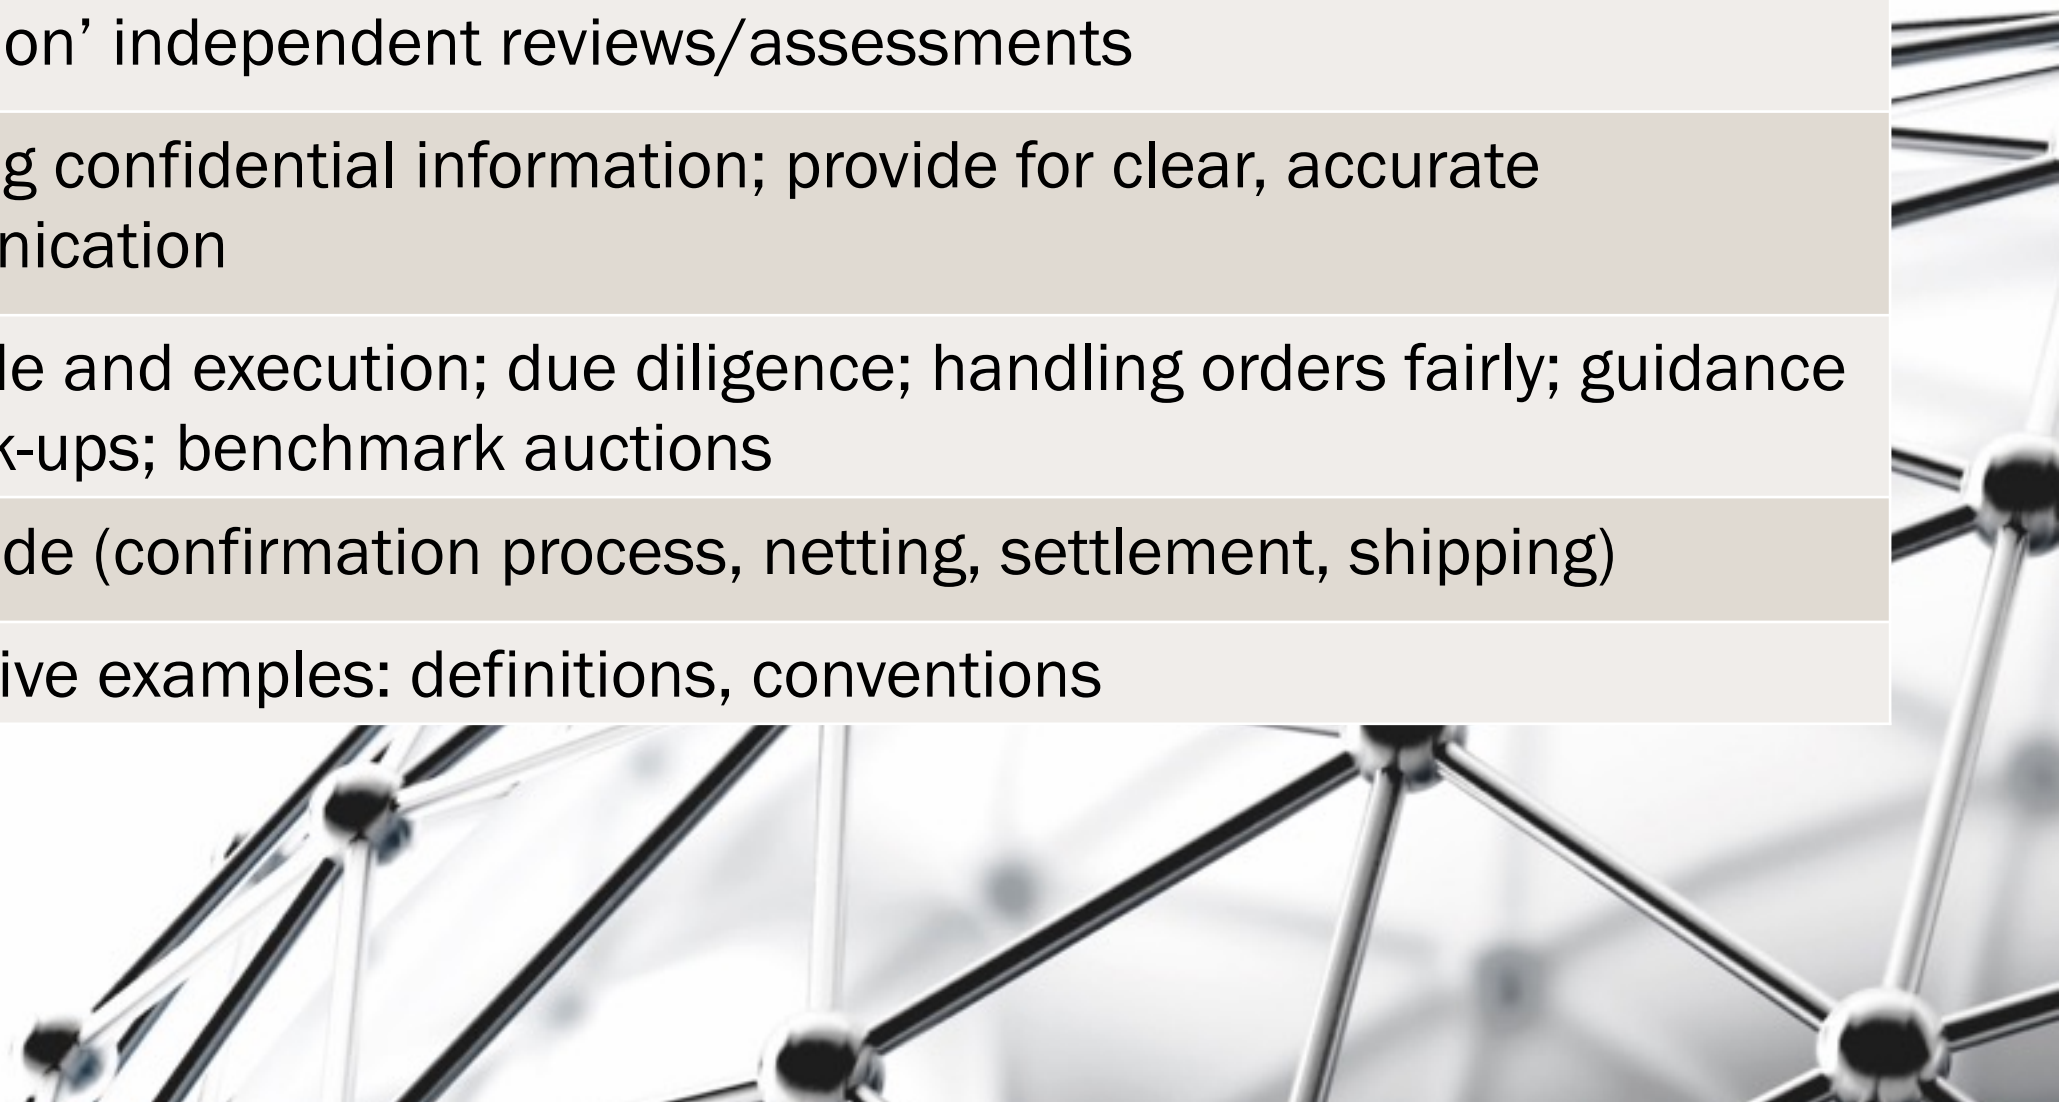 on’ independent reviews/assessments
g confidential information; provide for clear, accurate
nication
le and execution; due diligence; handling orders fairly; guidance
k-ups; benchmark auctions
de (confirmation process, netting, settlement, shipping)
ive examples: definitions, conventions